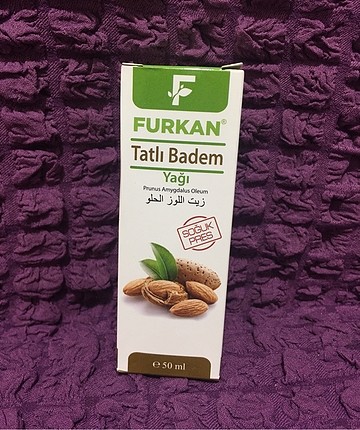 F
FURKAN®
Tatlı Badem
Yağı
Prunus Amygdalus Oleum
زيت اللوز الحلو
SOĞUK
PRES
℮ 50 ml